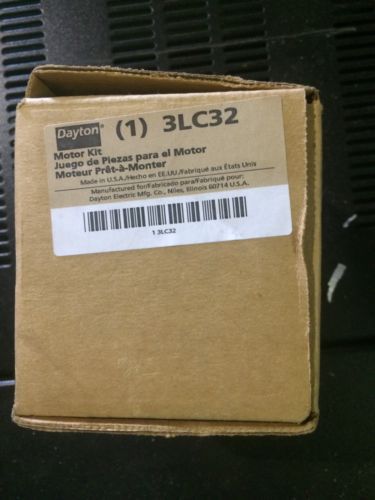 Dayton (1) 3LC32
Motor Kit
Juego de Piezas para el Motor
Moteur Prêt-à-Monter
Made in U.S.A./Hecho en EE.UU./Fabriqué aux États Unis
Manufactured for/Fabricado para/Fabriqué pour:
Dayton Electric Mfg. Co., Niles, Illinois 60714 U.S.A.
1 3LC32